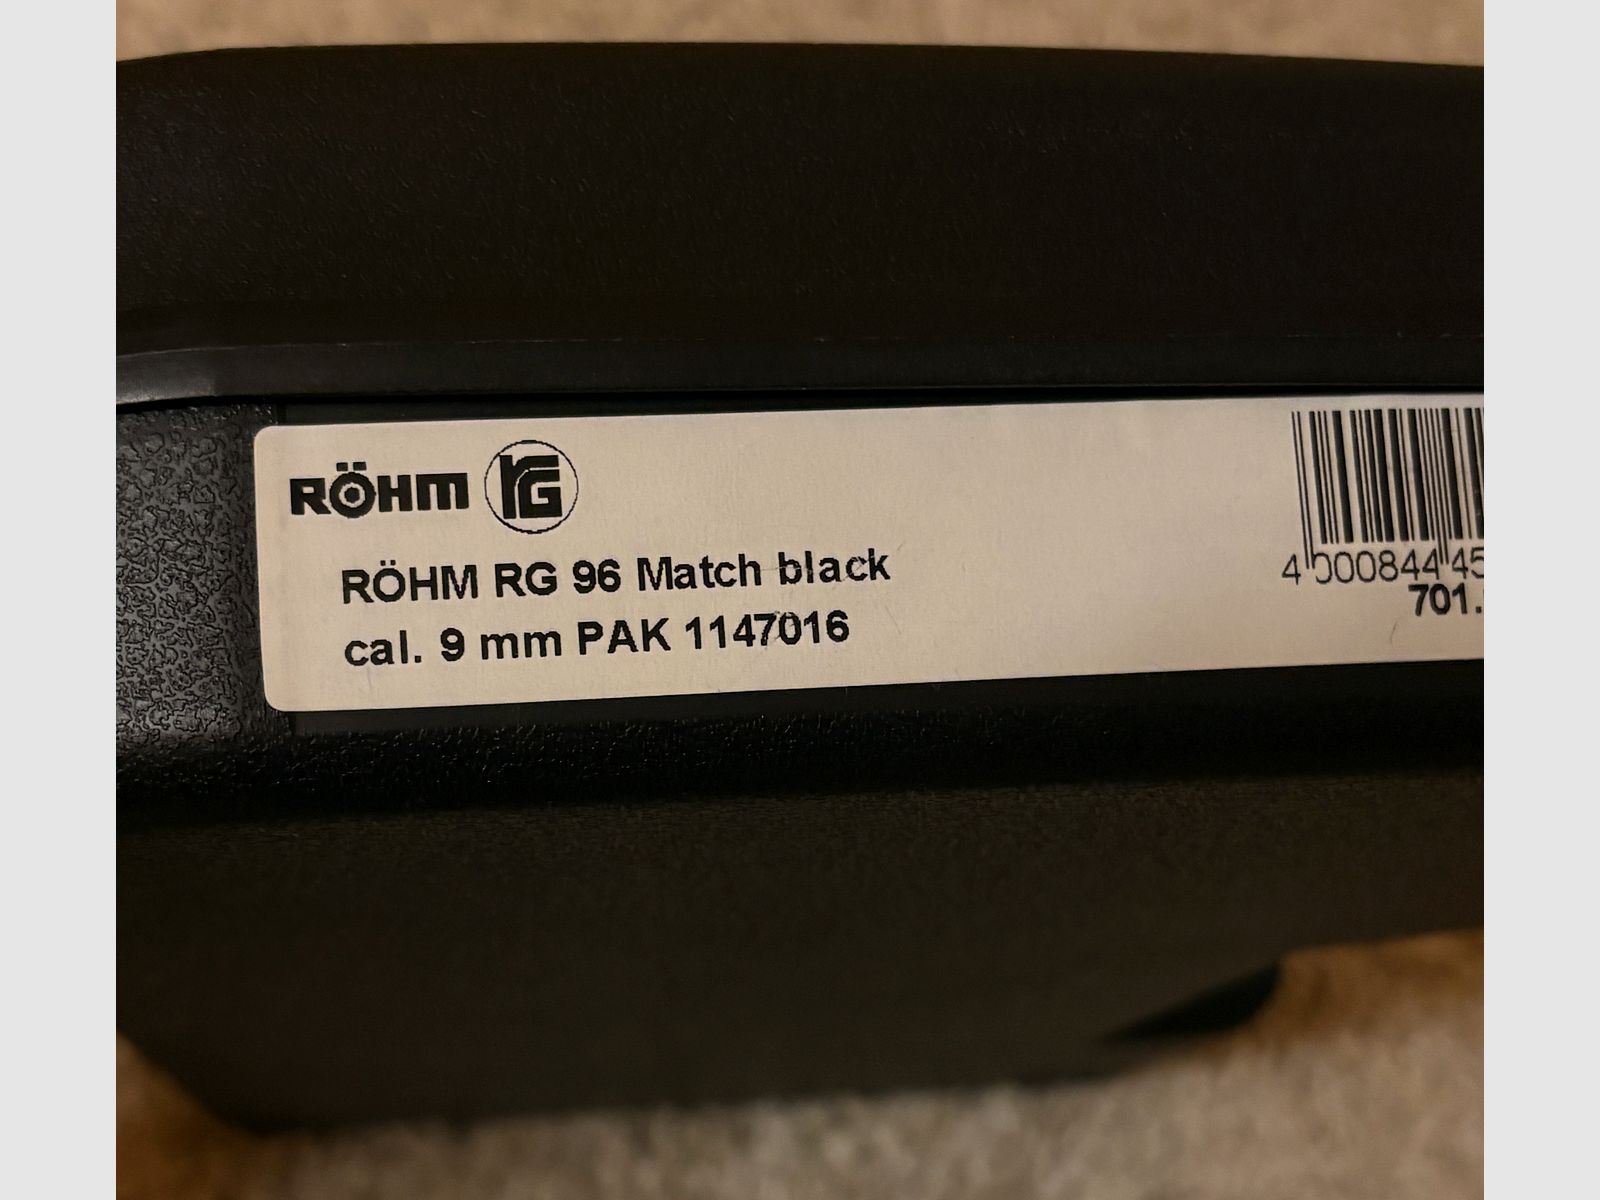 RÖHM RG
RÖHM RG 96 Match black
cal. 9 mm PAK 1147016
4 000844 45
701.